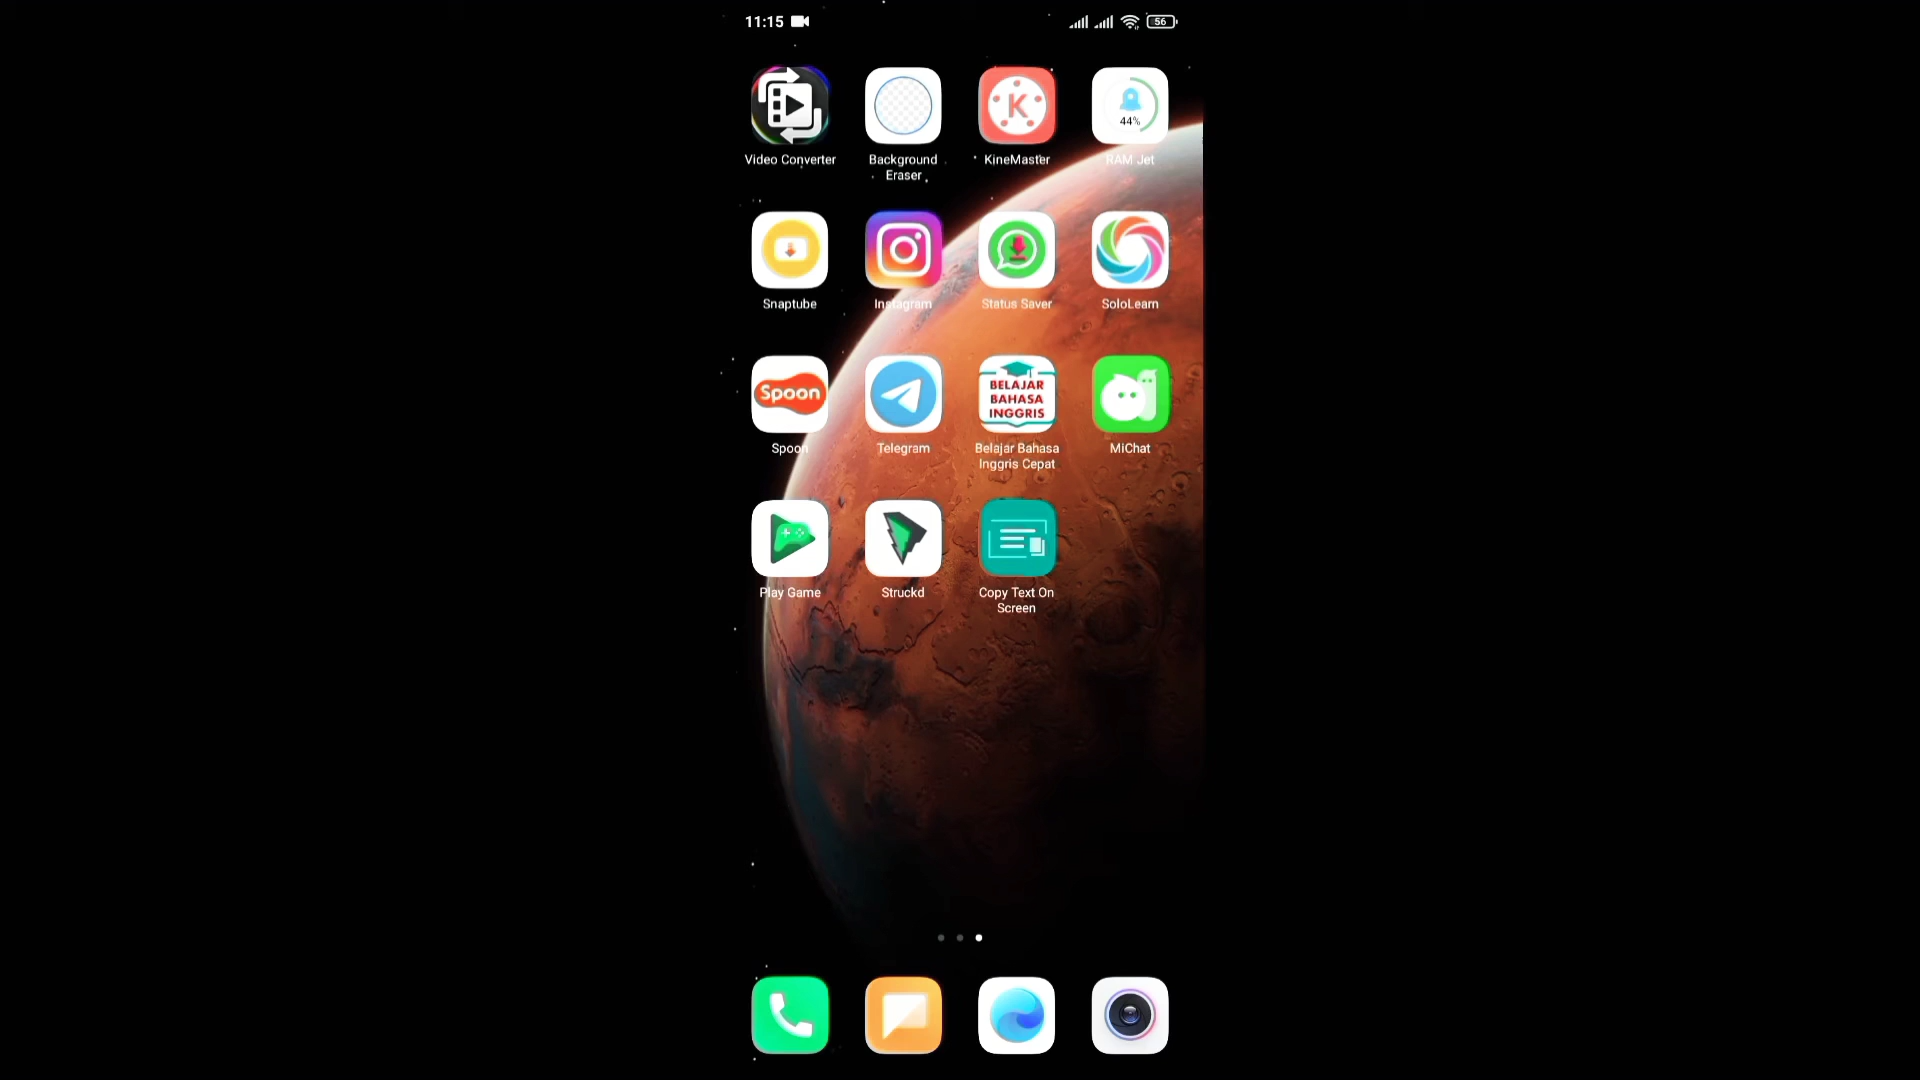 11:15
56
44%
Video Converter
Background
Eraser
KineMaster
RAM Jet
Snaptube
Instagram
Status Saver
SoloLearn
Spoon
BELAJAR
BAHASA
INGGRIS
Spoon
Telegram
Belajar Bahasa
Inggris Cepat
MiChat
Play Game
Struckd
Copy Text On
Screen